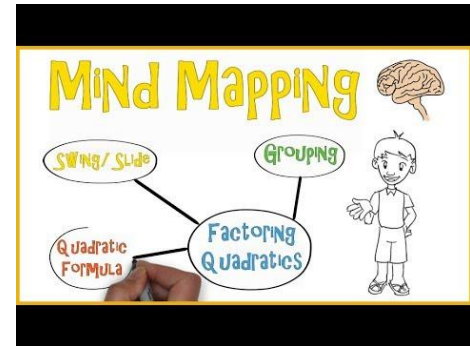 Mind Mapping
Swing/Slide
Grouping
Factoring
Quadratics
Quadratic
Formula